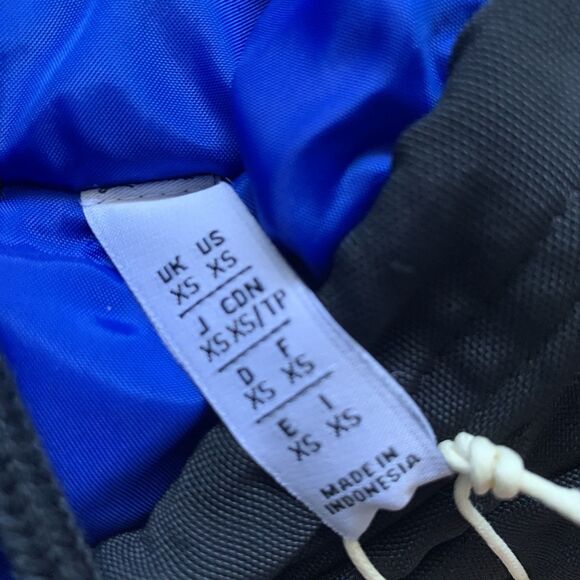 UK US
XS XS
J CDN
XS XS/TP
D F
XS XS
E I
XS XS
MADE IN
INDONESIA